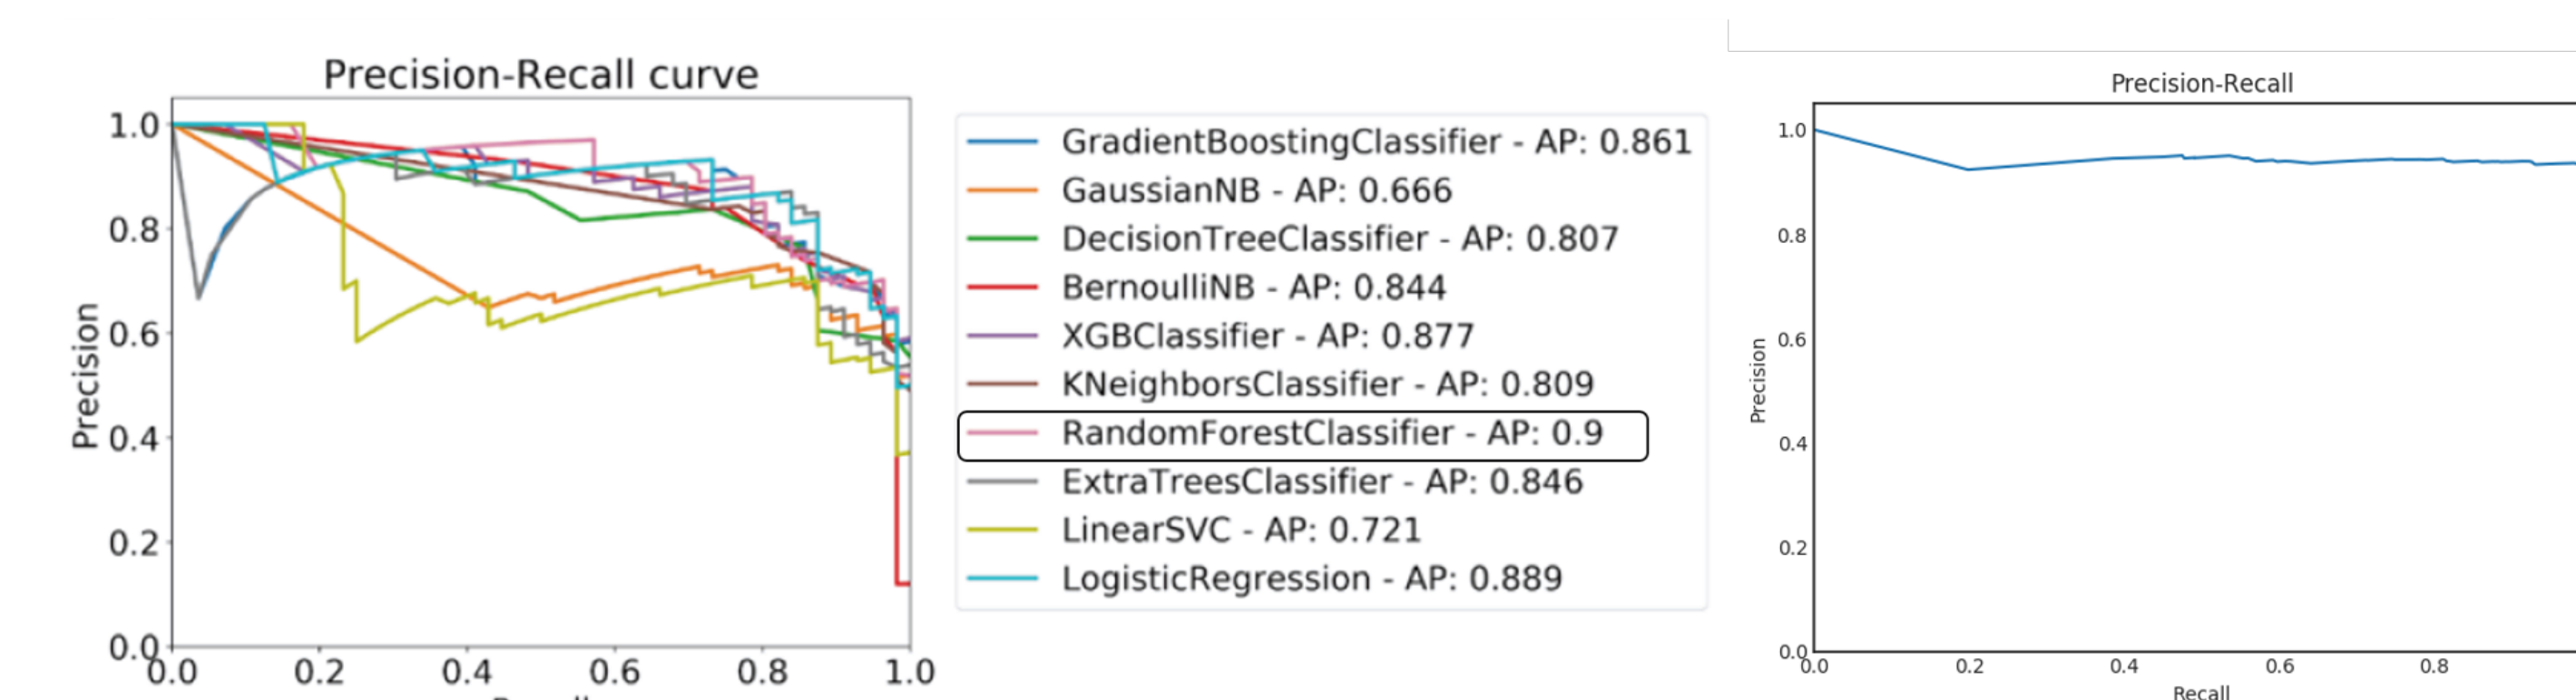 Precision-Recall curve
1.0
0.8
0.6
0.4
0.2
0.0
Precision
0.0 0.2 0.4 0.6 0.8 1.0
GradientBoostingClassifier - AP: 0.861
GaussianNB - AP: 0.666
DecisionTreeClassifier - AP: 0.807
BernoulliNB - AP: 0.844
XGBClassifier - AP: 0.877
KNeighborsClassifier - AP: 0.809
RandomForestClassifier - AP: 0.9
ExtraTreesClassifier - AP: 0.846
LinearSVC - AP: 0.721
LogisticRegression - AP: 0.889
Precision-Recall
1.0
0.8
0.6
0.4
0.2
0.0
Precision
0.0 0.2 0.4 0.6 0.8
Recall